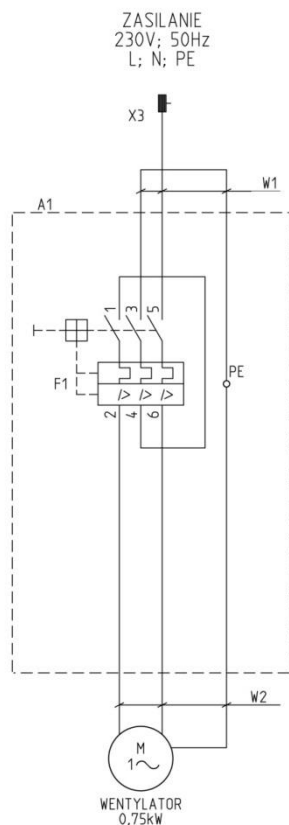 ZASILANIE
230V; 50Hz
L; N; PE
X3
W1
A1
1 3 5
F1
PE
I> I> I>
2 4 6
W2
M
1~
WENTYLATOR
0,75kW